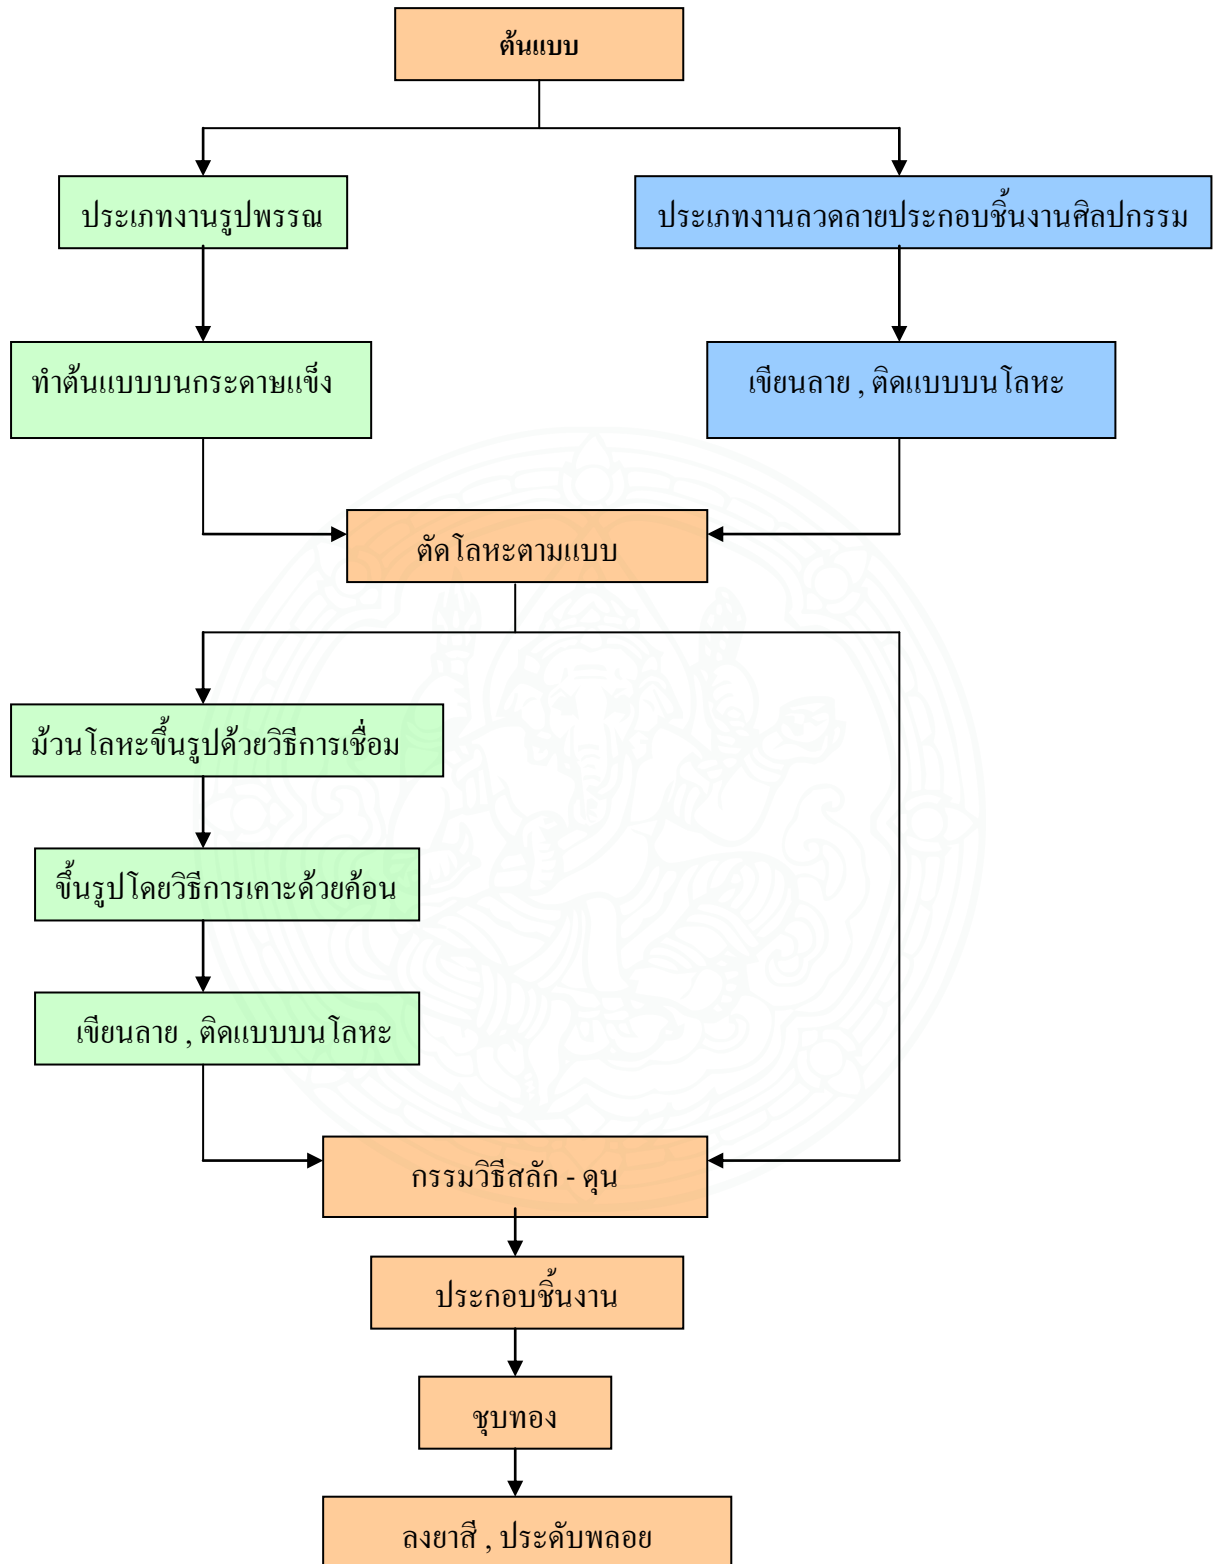 ต้นแบบ
ประเภทงานรูปพรรณ
ประเภทงานลวดลายประกอบชิ้นงานศิลปกรรม
ทำต้นแบบบนกระดาษแข็ง
เขียนลาย , ติดแบบบนโลหะ
ตัดโลหะตามแบบ
ม้วนโลหะขึ้นรูปด้วยวิธีการเชื่อม
ขึ้นรูปโดยวิธีการเคาะด้วยค้อน
เขียนลาย , ติดแบบบนโลหะ
กรรมวิธีสลัก - ดุน
ประกอบชิ้นงาน
ชุบทอง
ลงยาสี , ประดับพลอย